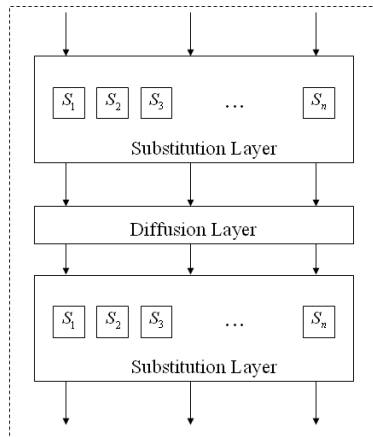 S₁ S₂ S₃ … Sₙ
Substitution Layer
Diffusion Layer
S₁ S₂ S₃ … Sₙ
Substitution Layer